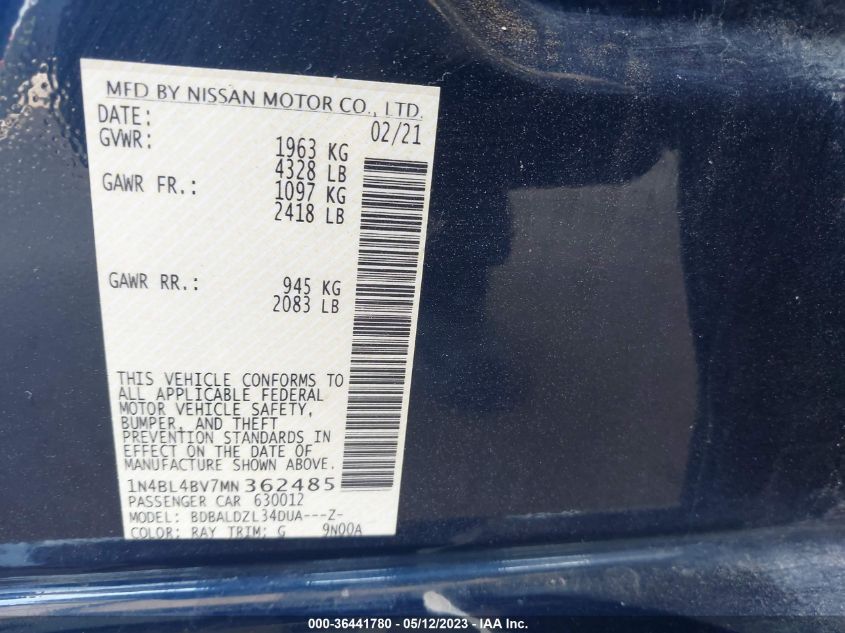 MFD BY NISSAN MOTOR CO., LTD.
DATE: 02/21
GVWR: 1963 KG
4328 LB
GAWR FR.: 1097 KG
2418 LB
GAWR RR.: 945 KG
2083 LB
THIS VEHICLE CONFORMS TO
ALL APPLICABLE FEDERAL
MOTOR VEHICLE SAFETY,
BUMPER, AND THEFT
PREVENTION STANDARDS IN
EFFECT ON THE DATE OF
MANUFACTURE SHOWN ABOVE.
1N4BL4BV7MN362485
PASSENGER CAR 630012
MODEL: BDBALDZL34DUA---Z-
COLOR: RAY TRIM: G 9N00A
000-36441780 — 05/12/2023 — IAA Inc.